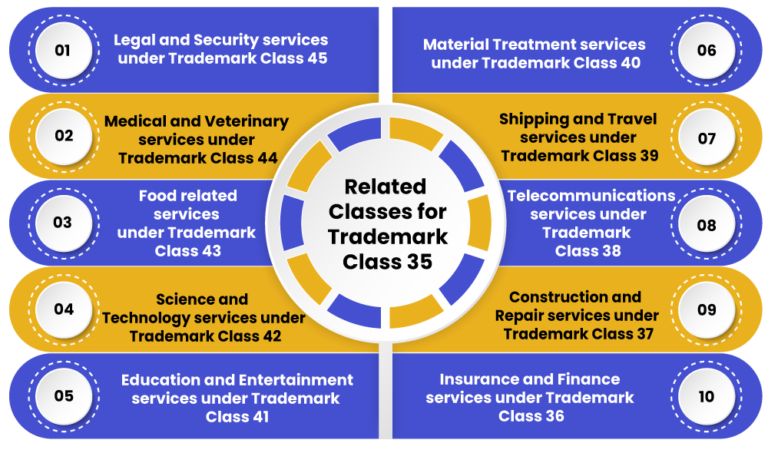 01
Legal and Security services
under Trademark Class 45
02
Medical and Veterinary
services under
Trademark Class 44
03
Food related
services
under Trademark
Class 43
04
Science and
Technology services under
Trademark Class 42
05
Education and Entertainment
services under Trademark
Class 41
Related
Classes for
Trademark
Class 35
Material Treatment services
under Trademark Class 40
06
Shipping and Travel
services under
Trademark Class 39
07
Telecommunications
services under
Trademark
Class 38
08
Construction and
Repair services under
Trademark Class 37
09
Insurance and Finance
services under Trademark
Class 36
10